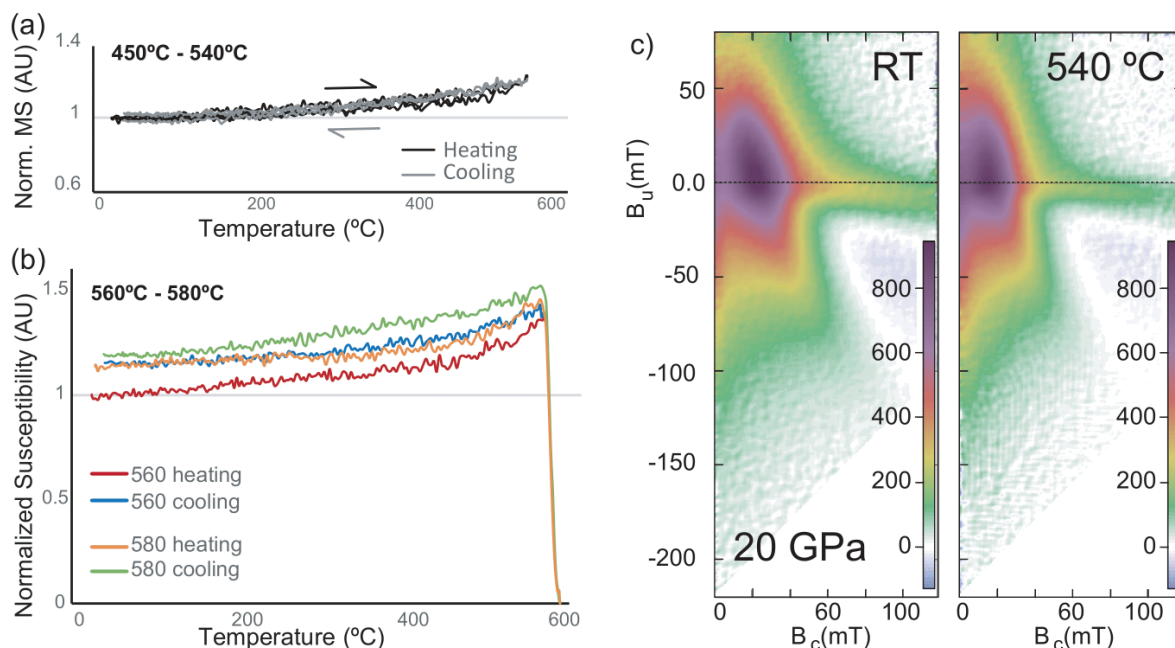 (a)
1.4
1
0.6
Norm. MS (AU)
450ºC - 540ºC
Heating
Cooling
0
200
400
600
Temperature (ºC)
(b)
1.5
1
0.5
0
Normalized Susceptibility (AU)
560ºC - 580ºC
560 heating
560 cooling
580 heating
580 cooling
0
200
400
600
Temperature (ºC)
c)
50
0.0
-50
-100
-150
-200
Bu(mT)
RT
20 GPa
800
600
400
200
0
0
60
100
Bc(mT)
540 ºC
800
600
400
200
0
0
60
100
Bc(mT)